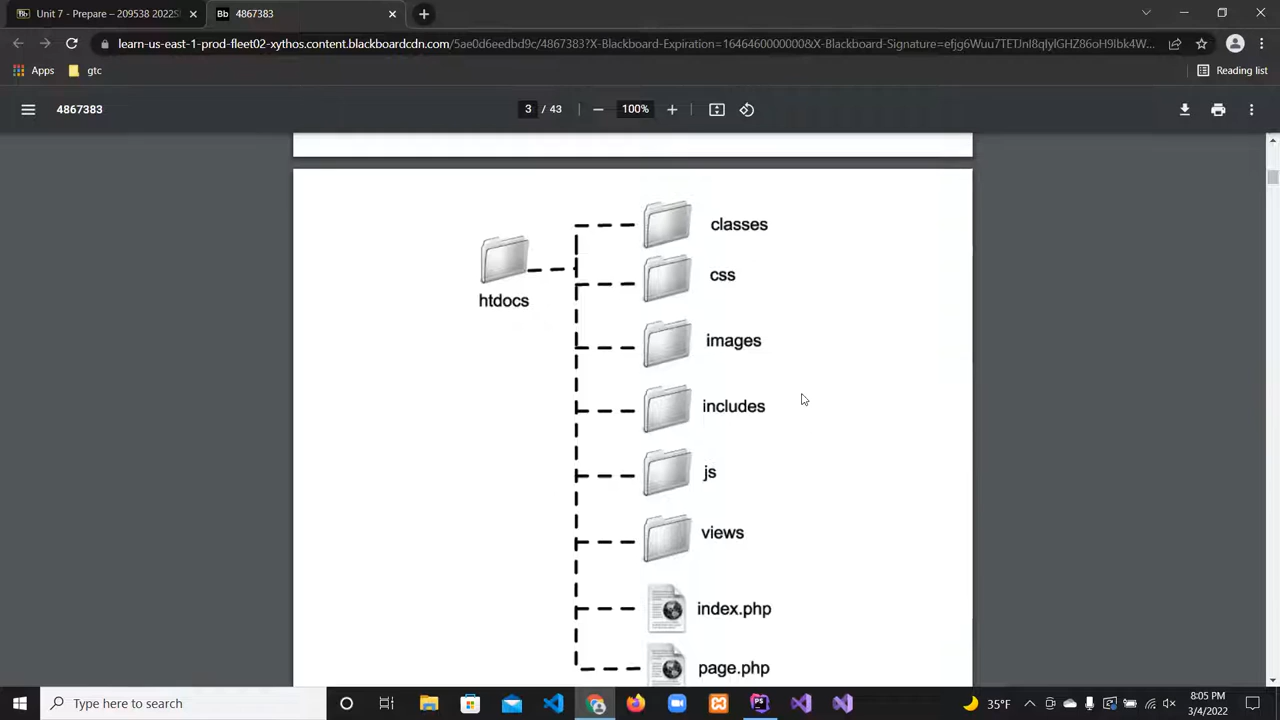 Unit 7 - Prepare – 209538 2022S
4867383
learn-us-east-1-prod-fleet02-xythos.content.blackboardcdn.com/5ae0d6eedbd9c/4867383?X-Blackboard-Expiration=1646460000000&X-Blackboard-Signature=
Apps
gtc
Reading list
4867383
3 / 43
100%
classes
htdocs
css
images
includes
js
views
index.php
page.php
Type here to search
35°F
8:05 PM
3/4/2022